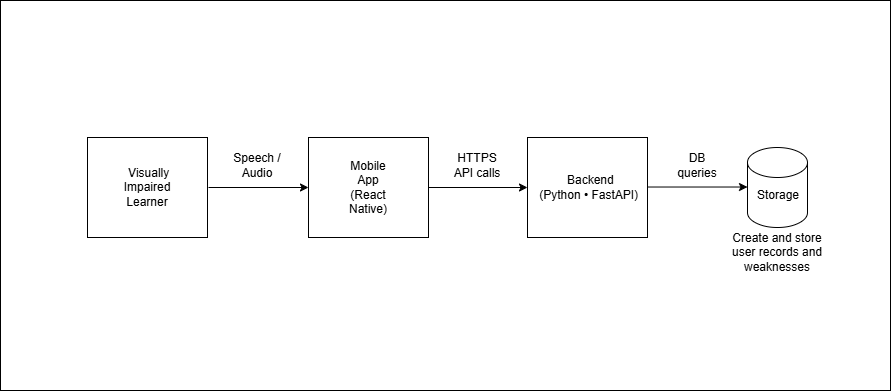 Visually
Impaired
Learner
Speech /
Audio
Mobile
App
(React
Native)
HTTPS
API calls
Backend
(Python • FastAPI)
DB
queries
Storage
Create and store
user records and
weaknesses